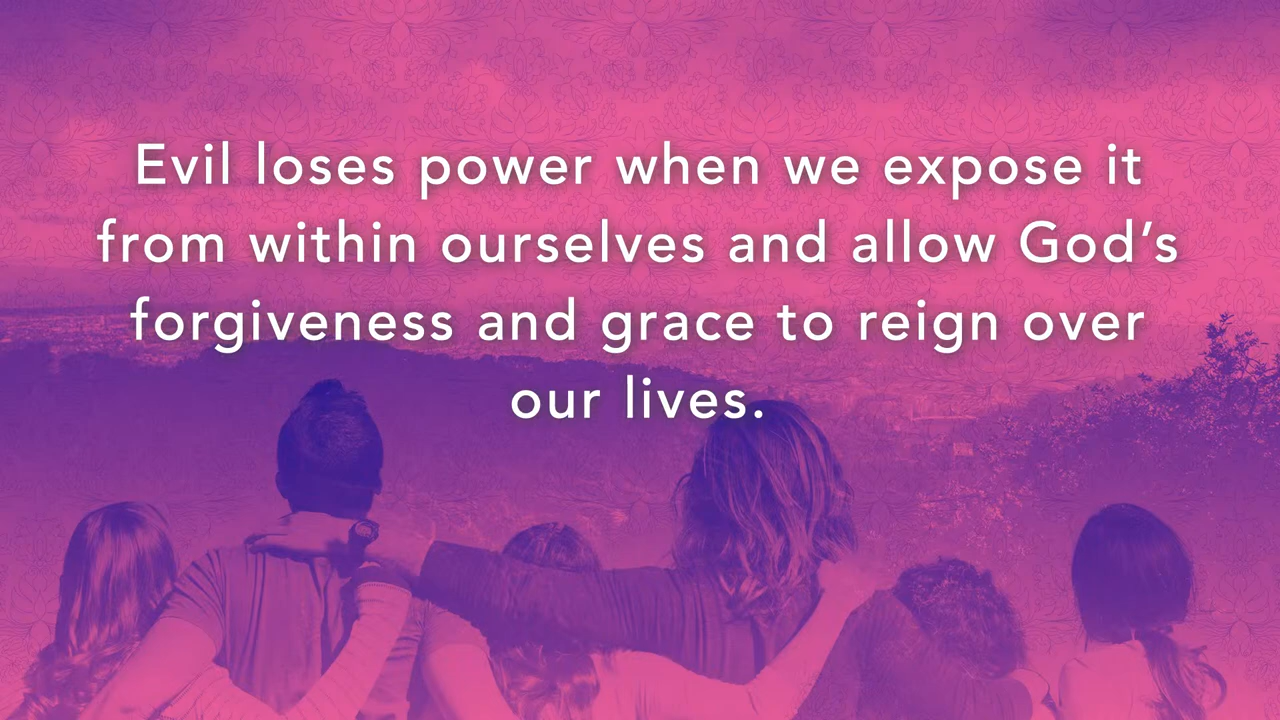 Evil loses power when we expose it
from within ourselves and allow God’s
forgiveness and grace to reign over
our lives.